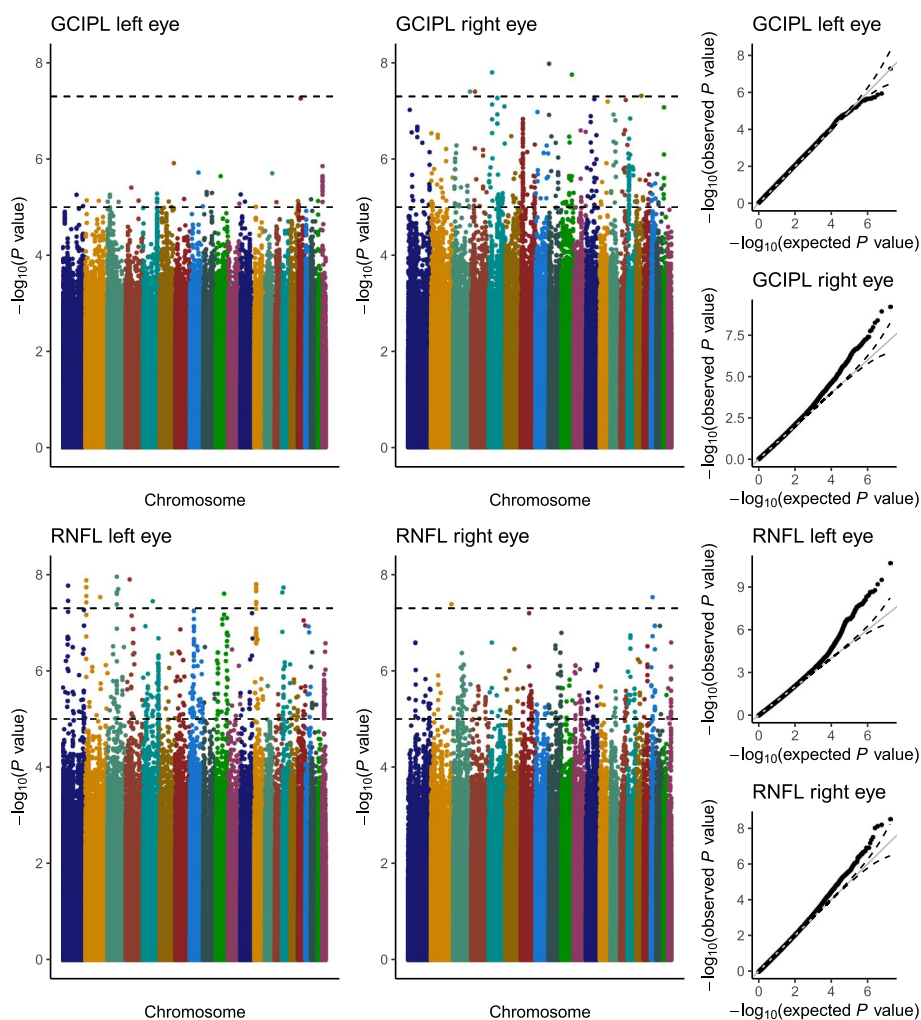 GCIPL left eye
8
6
4
2
0
−log10(P value)
Chromosome
GCIPL right eye
8
6
4
2
0
−log10(P value)
Chromosome
GCIPL left eye
8
6
4
2
0
−log10(observed P value)
0 2 4 6
−log10(expected P value)
GCIPL right eye
7.5
5.0
2.5
0.0
−log10(observed P value)
0 2 4 6
−log10(expected P value)
RNFL left eye
8
6
4
2
0
−log10(P value)
Chromosome
RNFL right eye
8
6
4
2
0
−log10(P value)
Chromosome
RNFL left eye
9
6
3
0
−log10(observed P value)
0 2 4 6
−log10(expected P value)
RNFL right eye
8
6
4
2
0
−log10(observed P value)
0 2 4 6
−log10(expected P value)